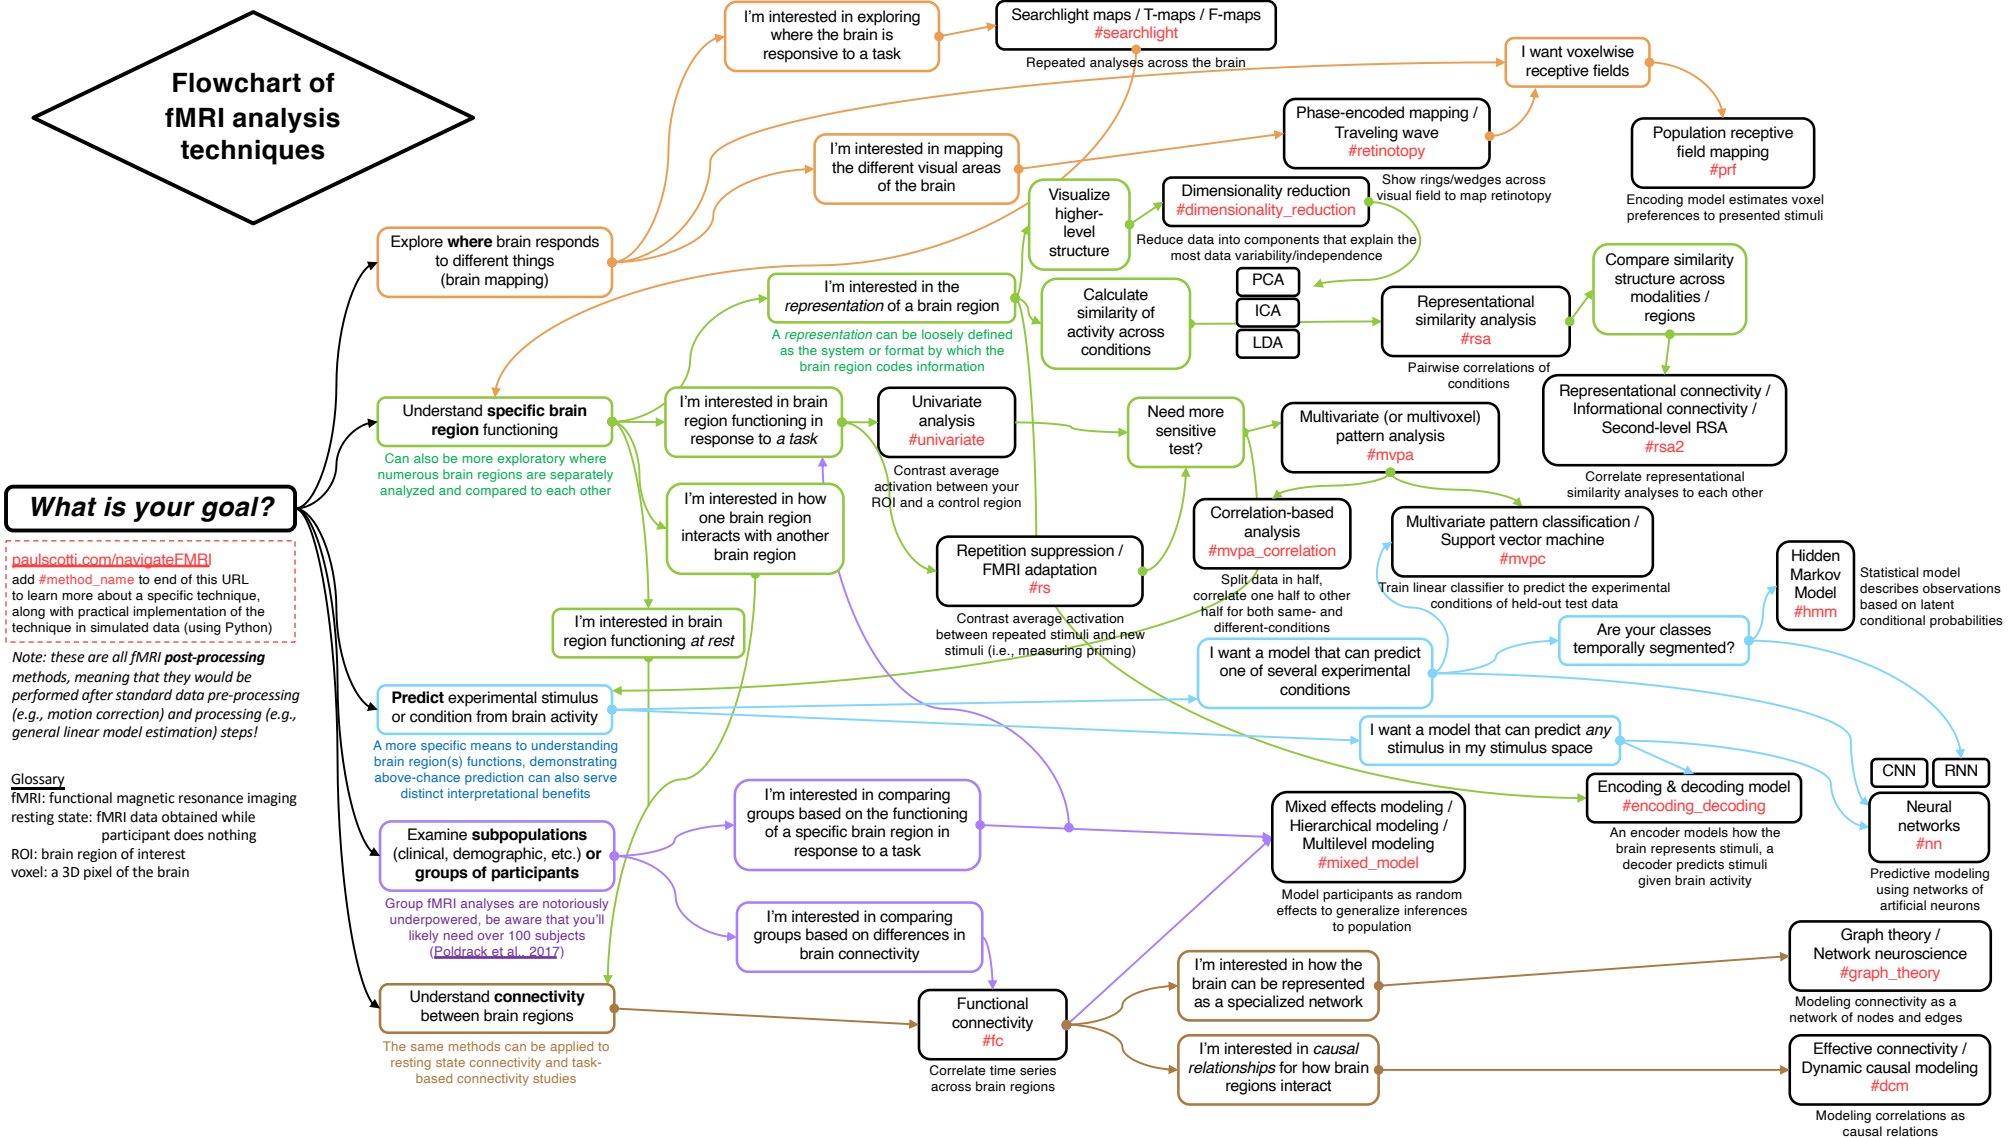 Flowchart of
fMRI analysis
techniques
What is your goal?
paulscotti.com/navigateFMRI
add #method_name to end of this URL
to learn more about a specific technique,
along with practical implementation of the
technique in simulated data (using Python)
Note: these are all fMRI post-processing
methods, meaning that they would be
performed after standard data pre-processing
(e.g., motion correction) and processing (e.g.,
general linear model estimation) steps!
Glossary
fMRI: functional magnetic resonance imaging
resting state: fMRI data obtained while
participant does nothing
ROI: brain region of interest
voxel: a 3D pixel of the brain
Explore where brain responds
to different things
(brain mapping)
I'm interested in exploring
where the brain is
responsive to a task
Searchlight maps / T-maps / F-maps
#searchlight
Repeated analyses across the brain
I want voxelwise
receptive fields
I'm interested in mapping
the different visual areas
of the brain
Phase-encoded mapping /
Traveling wave
#retinotopy
Show rings/wedges across
visual field to map retinotopy
Population receptive
field mapping
#prf
Encoding model estimates voxel
preferences to presented stimuli
Understand specific brain
region functioning
Can also be more exploratory where
numerous brain regions are separately
analyzed and compared to each other
I'm interested in the
representation of a brain region
A representation can be loosely defined
as the system or format by which the
brain region codes information
Visualize
higher-
level
structure
Dimensionality reduction
#dimensionality_reduction
Reduce data into components that explain the
most data variability/independence
PCA
ICA
LDA
Calculate
similarity of
activity across
conditions
Representational
similarity analysis
#rsa
Pairwise correlations of
conditions
Compare similarity
structure across
modalities /
regions
Representational connectivity /
Informational connectivity /
Second-level RSA
#rsa2
Correlate representational
similarity analyses to each other
I'm interested in brain
region functioning in
response to a task
Univariate
analysis
#univariate
Contrast average
activation between your
ROI and a control region
Need more
sensitive
test?
Multivariate (or multivoxel)
pattern analysis
#mvpa
Correlation-based
analysis
#mvpa_correlation
Split data in half,
correlate one half to other
half for both same- and
different-conditions
Multivariate pattern classification /
Support vector machine
#mvpc
Train linear classifier to predict the experimental
conditions of held-out test data
I'm interested in how
one brain region
interacts with another
brain region
Repetition suppression /
FMRI adaptation
#rs
Contrast average activation
between repeated stimuli and new
stimuli (i.e., measuring priming)
I'm interested in brain
region functioning at rest
Predict experimental stimulus
or condition from brain activity
A more specific means to understanding
brain region(s) functions, demonstrating
above-chance prediction can also serve
distinct interpretational benefits
I want a model that can predict
one of several experimental
conditions
Are your classes
temporally segmented?
Hidden
Markov
Model
#hmm
Statistical model
describes observations
based on latent
conditional probabilities
I want a model that can predict any
stimulus in my stimulus space
Encoding & decoding model
#encoding_decoding
An encoder models how the
brain represents stimuli, a
decoder predicts stimuli
given brain activity
CNN
RNN
Neural
networks
#nn
Predictive modeling
using networks of
artificial neurons
Examine subpopulations
(clinical, demographic, etc.) or
groups of participants
Group fMRI analyses are notoriously
underpowered, be aware that you'll
likely need over 100 subjects
(Poldrack et al., 2017)
I'm interested in comparing
groups based on the functioning
of a specific brain region in
response to a task
I'm interested in comparing
groups based on differences in
brain connectivity
Mixed effects modeling /
Hierarchical modeling /
Multilevel modeling
#mixed_model
Model participants as random
effects to generalize inferences
to population
Understand connectivity
between brain regions
The same methods can be applied to
resting state connectivity and task-
based connectivity studies
Functional
connectivity
#fc
Correlate time series
across brain regions
I'm interested in how the
brain can be represented
as a specialized network
Graph theory /
Network neuroscience
#graph_theory
Modeling connectivity as a
network of nodes and edges
I'm interested in causal
relationships for how brain
regions interact
Effective connectivity /
Dynamic causal modeling
#dcm
Modeling correlations as
causal relations